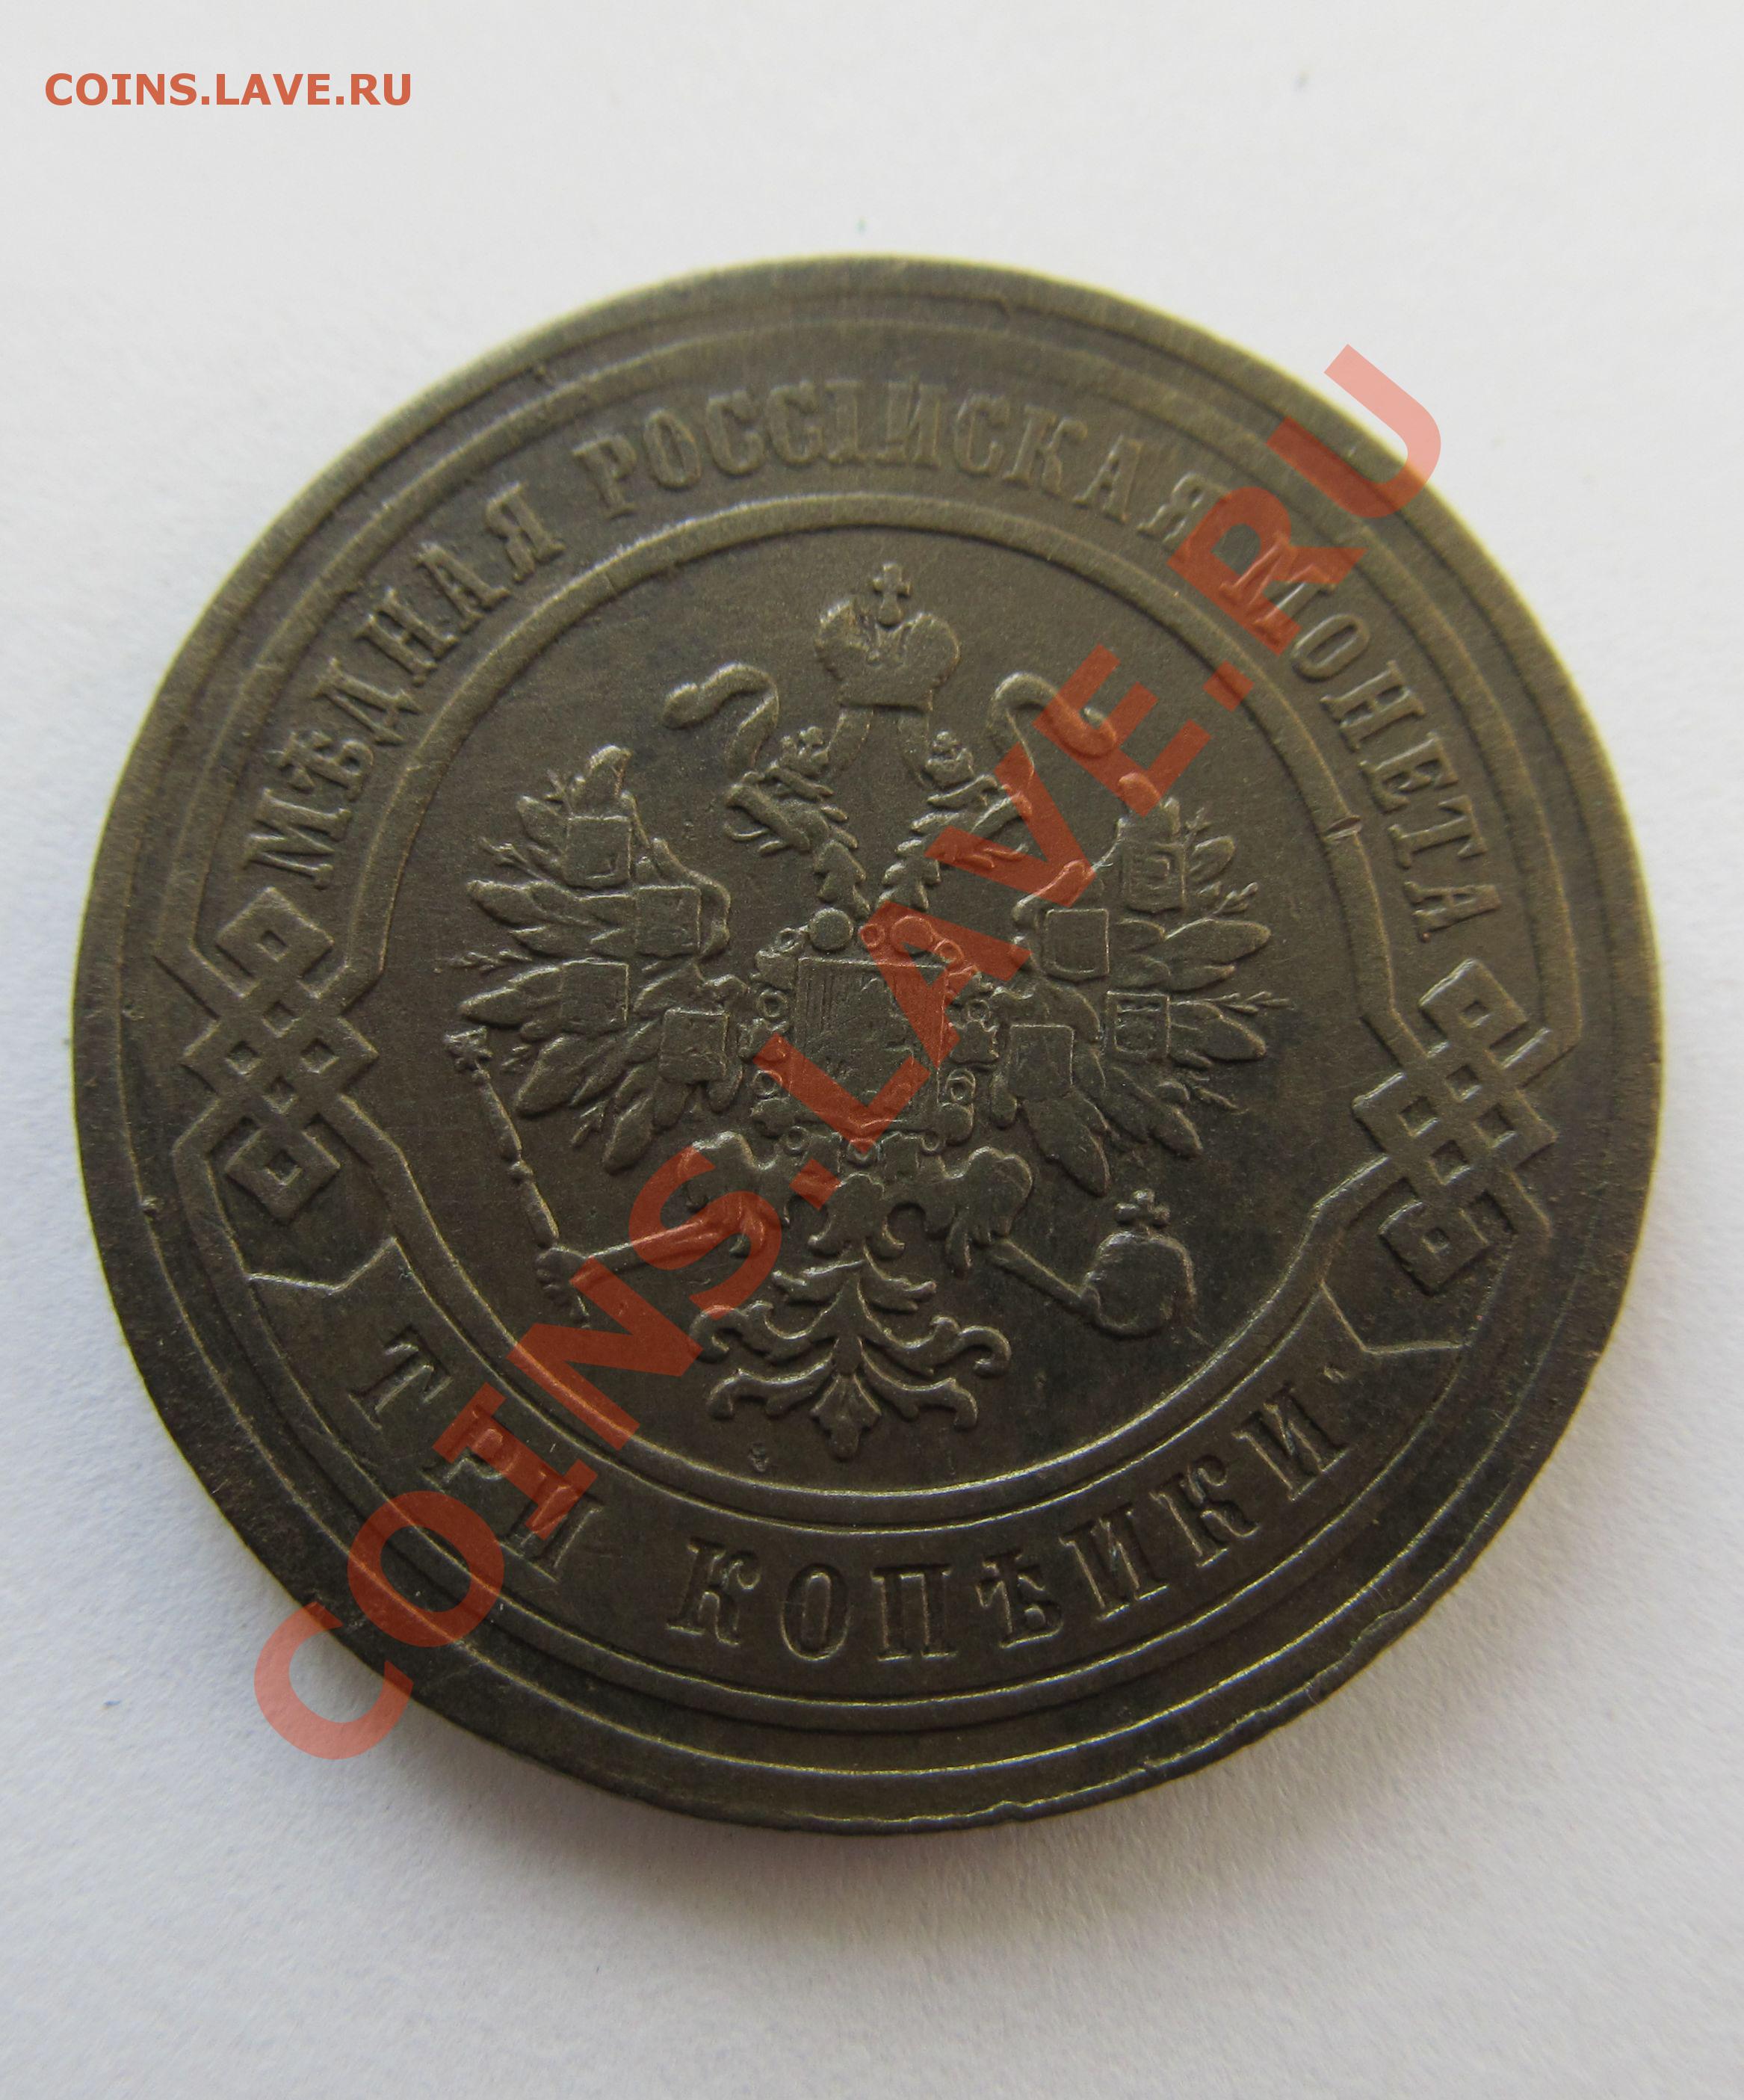 COINS.LAVE.RU
МѢДНАЯ РОССІЙСКАЯ МОНЕТА
ТРИ КОПѢЙКИ.
COINS.LAVE.RU